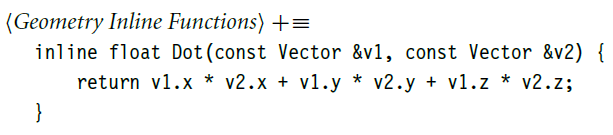 ⟨Geometry Inline Functions⟩ +≡
inline float Dot(const Vector &v1, const Vector &v2) {
return v1.x * v2.x + v1.y * v2.y + v1.z * v2.z;
}